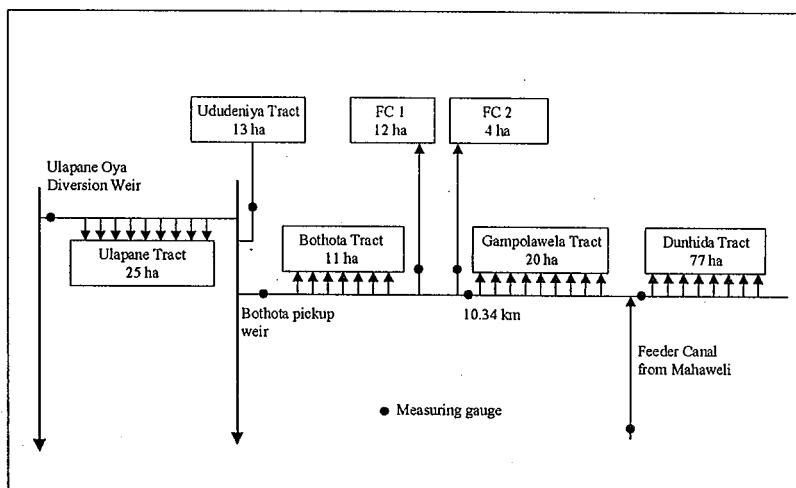 Ududeniya Tract
13 ha
FC 1
12 ha
FC 2
4 ha
Ulapane Oya
Diversion Weir
Ulapane Tract
25 ha
Bothota Tract
11 ha
Gampolawela Tract
20 ha
Dunhida Tract
77 ha
Bothota pickup
weir
10.34 km
Feeder Canal
from Mahaweli
Measuring gauge